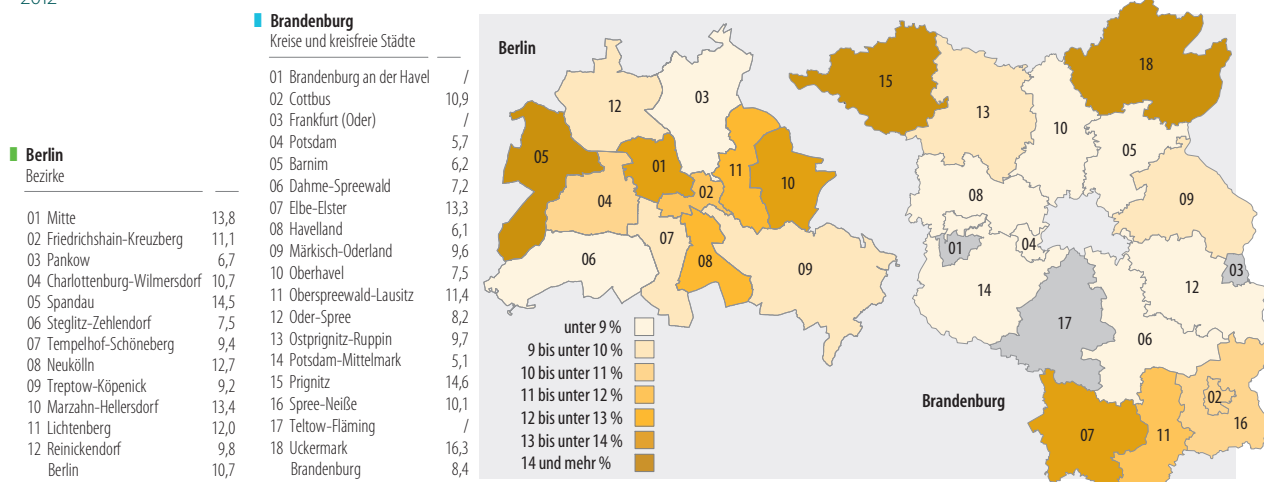 2012
Berlin
Bezirke
01 Mitte 13,8
02 Friedrichshain-Kreuzberg 11,1
03 Pankow 6,7
04 Charlottenburg-Wilmersdorf 10,7
05 Spandau 14,5
06 Steglitz-Zehlendorf 7,5
07 Tempelhof-Schöneberg 9,4
08 Neukölln 12,7
09 Treptow-Köpenick 9,2
10 Marzahn-Hellersdorf 13,4
11 Lichtenberg 12,0
12 Reinickendorf 9,8
Berlin 10,7
Brandenburg
Kreise und kreisfreie Städte
01 Brandenburg an der Havel /
02 Cottbus 10,9
03 Frankfurt (Oder) /
04 Potsdam 5,7
05 Barnim 6,2
06 Dahme-Spreewald 7,2
07 Elbe-Elster 13,3
08 Havelland 6,1
09 Märkisch-Oderland 9,6
10 Oberhavel 7,5
11 Oberspreewald-Lausitz 11,4
12 Oder-Spree 8,2
13 Ostprignitz-Ruppin 9,7
14 Potsdam-Mittelmark 5,1
15 Prignitz 14,6
16 Spree-Neiße 10,1
17 Teltow-Fläming /
18 Uckermark 16,3
Brandenburg 8,4
Berlin
12
03
05
01
11
10
02
04
07
08
06
09
unter 9 %
9 bis unter 10 %
10 bis unter 11 %
11 bis unter 12 %
12 bis unter 13 %
13 bis unter 14 %
14 und mehr %
15
18
13
10
05
08
09
01
04
03
14
12
17
06
Brandenburg
02
07
11
16